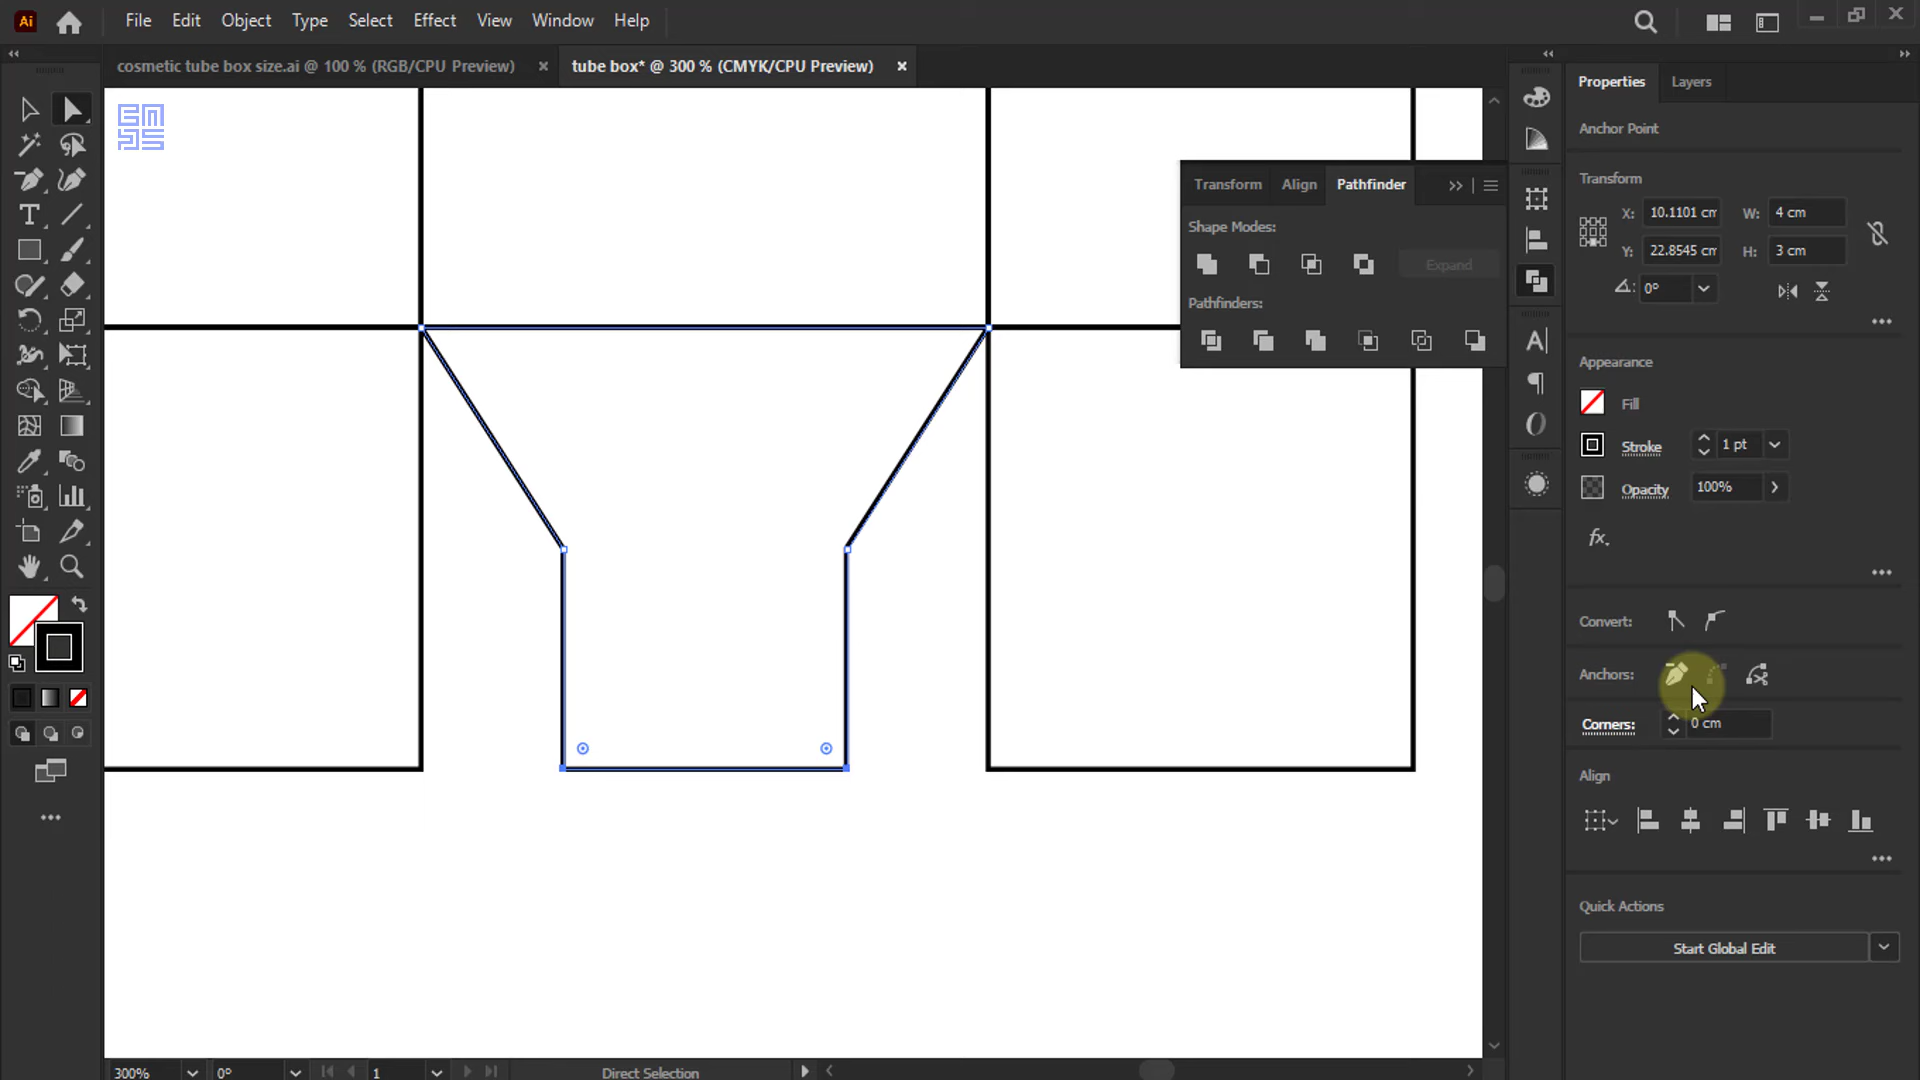 Ai File Edit Object Type Select Effect View Window Help
cosmetic tube box size.ai @ 100 % (RGB/CPU Preview) × tube box* @ 300 % (CMYK/CPU Preview) ×
Properties Layers
Anchor Point
Transform
X: 10.1101 cm W: 4 cm
Y: 22.8545 cm H: 3 cm
0°
Transform Align Pathfinder
Shape Modes:
Expand
Pathfinders:
Appearance
Fill
Stroke 1 pt
Opacity 100%
fx.
Convert:
Anchors:
Corners: 0 cm
Align
Quick Actions
Start Global Edit
300% 0° 1 Direct Selection